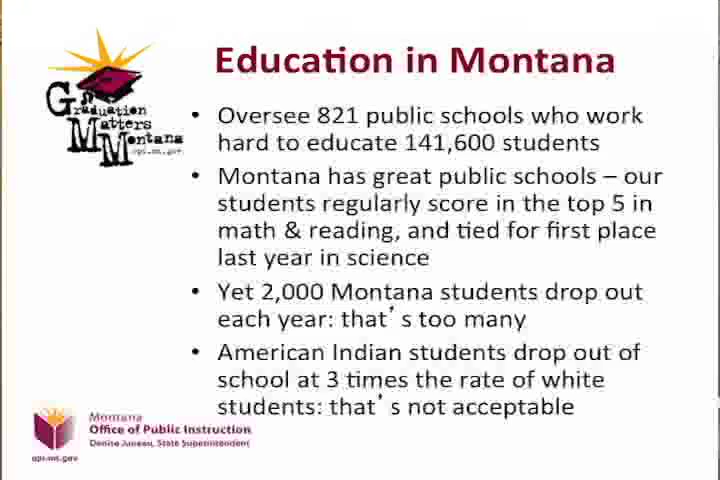 Education in Montana
Graduation
Matters
Montana
opi.mt.gov
• Oversee 821 public schools who work
hard to educate 141,600 students
• Montana has great public schools – our
students regularly score in the top 5 in
math & reading, and tied for first place
last year in science
• Yet 2,000 Montana students drop out
each year: that's too many
• American Indian students drop out of
school at 3 times the rate of white
students: that's not acceptable
Montana
Office of Public Instruction
Denise Juneau, State Superintendent
opi.mt.gov